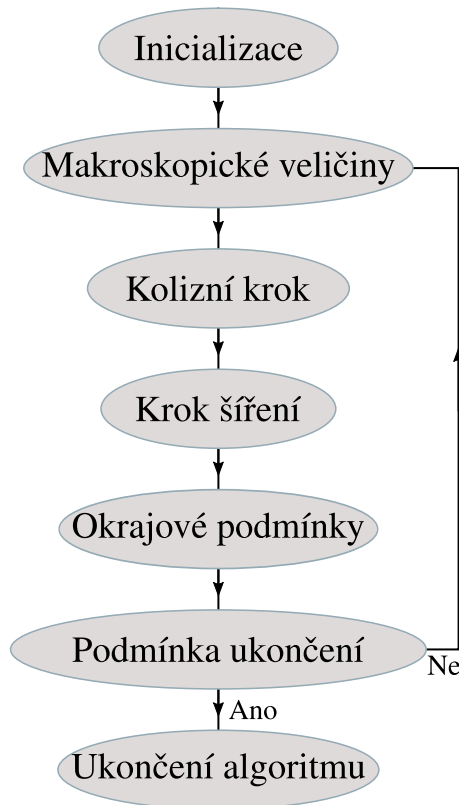 Inicializace
Makroskopické veličiny
Kolizní krok
Krok šíření
Okrajové podmínky
Podmínka ukončení
Ne
Ano
Ukončení algoritmu